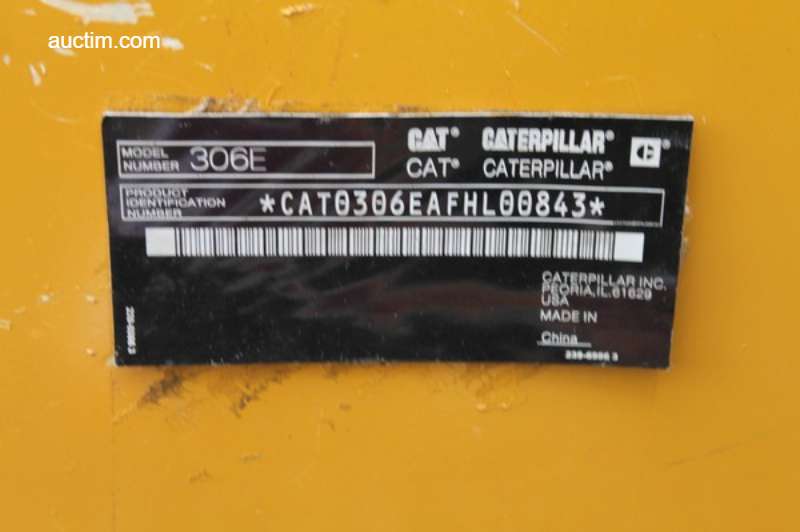 auctim.com
MODEL NUMBER 306E
CAT® CATERPILLAR®
CAT® CATERPILLAR®
PRODUCT IDENTIFICATION NUMBER *CAT0306EAFHL00843*
CATERPILLAR INC.
PEORIA,IL.61629
USA
MADE IN
China